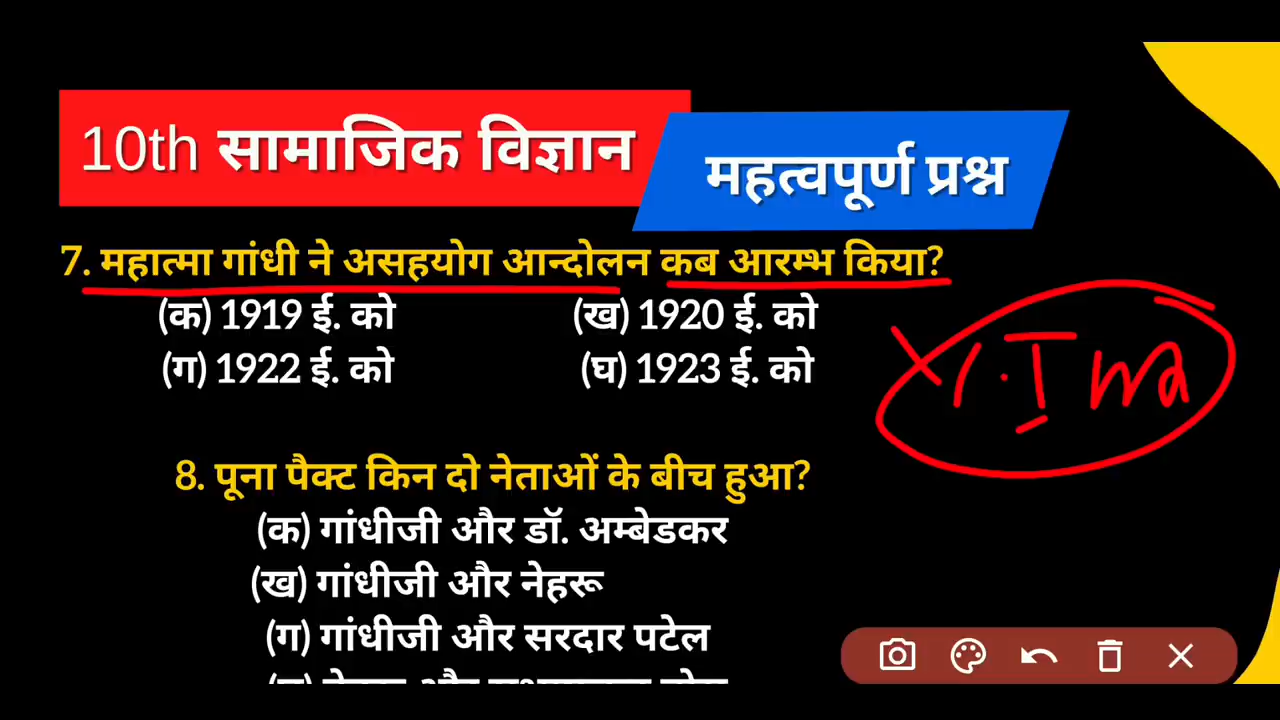 10th सामाजिक विज्ञान
महत्वपूर्ण प्रश्न
7. महात्मा गांधी ने असहयोग आन्दोलन कब आरम्भ किया?
(क) 1919 ई. को (ख) 1920 ई. को
(ग) 1922 ई. को (घ) 1923 ई. को
8. पूना पैक्ट किन दो नेताओं के बीच हुआ?
(क) गांधीजी और डॉ. अम्बेडकर
(ख) गांधीजी और नेहरू
(ग) गांधीजी और सरदार पटेल